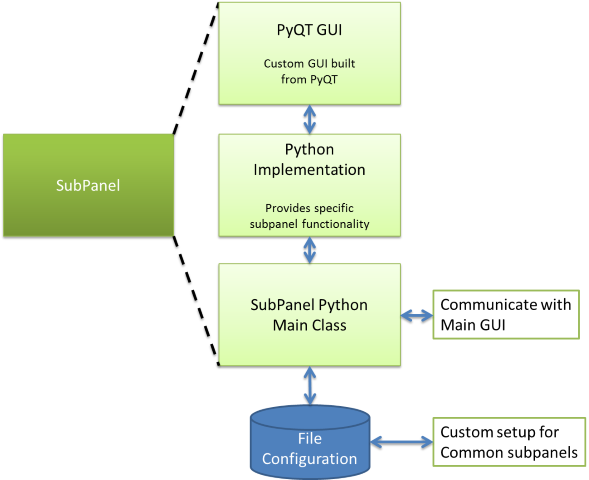 PyQT GUI
Custom GUI built
from PyQT
SubPanel
Python
Implementation
Provides specific
subpanel functionality
SubPanel Python
Main Class
Communicate with
Main GUI
File
Configuration
Custom setup for
Common subpanels